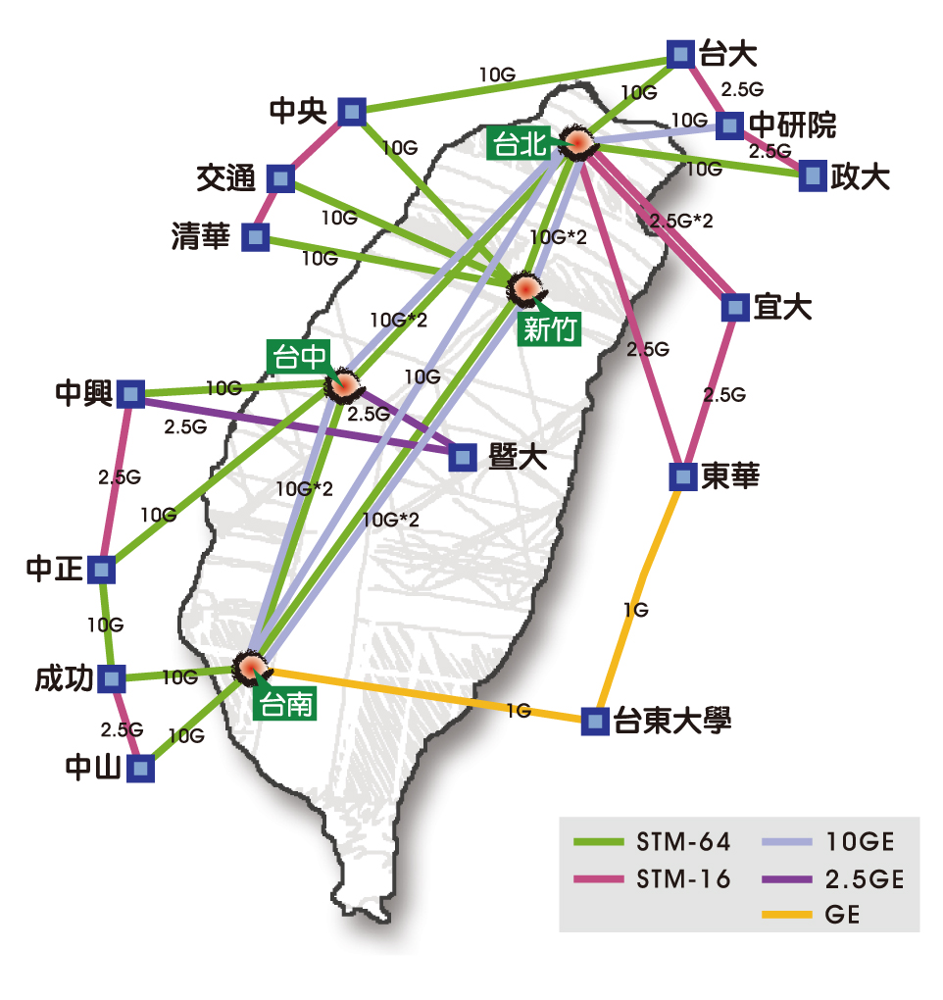 台大
10G
10G
2.5G
中央
10G
中研院
台北
10G
2.5G
交通
10G
政大
10G
2.5G*2
清華
10G
10G*2
宜大
新竹
10G*2
台中
2.5G
10G
中興
10G
2.5G
2.5G
2.5G
暨大
2.5G
東華
10G*2
10G
10G*2
中正
10G
1G
成功
10G
台南
1G
台東大學
2.5G
10G
中山
STM-64
10GE
STM-16
2.5GE
GE